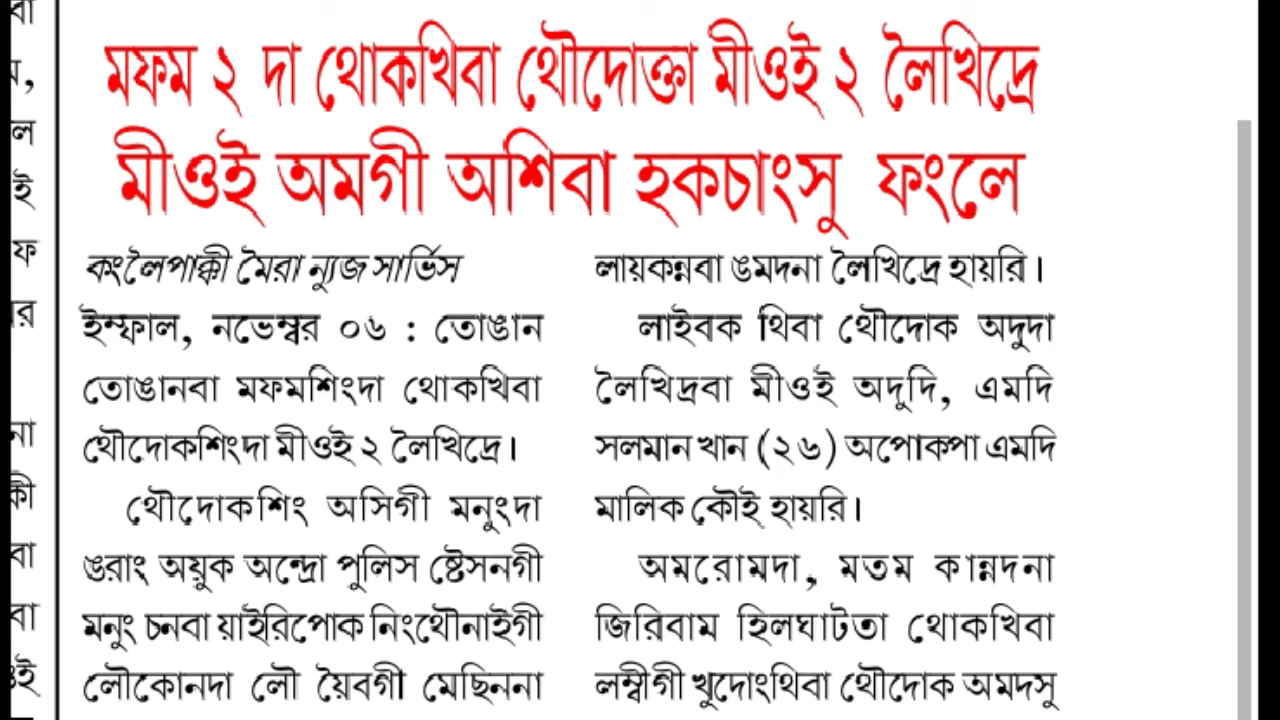 মফম ২ দা থোকখিবা থৌদোক্তা মীওই ২ লৈখিদ্রে
মীওই অমগী অশিবা হকচাংসু ফংলে
কংলৈপাক্কী মৈরা ন্যুজ সার্ভিস
ইম্ফাল, নভেম্বর ০৬ : তোঙান
তোঙানবা মফমশিংদা থোকখিবা
থৌদোকশিংদা মীওই ২ লৈখিদ্রে।
থৌদোকশিং অসিগী মনুংদা
ঙরাং অয়ুক অন্দ্রো পুলিস ষ্টেসনগী
মনুং চনবা য়াইরিপোক নিংথৌনাইগী
লৌকোনদা লৌ য়ৈবগী মেছিননা
লায়কন্নবা ঙমদনা লৈখিদ্রে হায়রি।
লাইবক থিবা থৌদোক অদুদা
লৈখিদ্রবা মীওই অদুদি, এমদি
সলমান খান (২৬) অপোকপা এমদি
মালিক কৌই হায়রি।
অমরোমদা, মতম কান্নদনা
জিরিবাম হিলঘাটতা থোকখিবা
লম্বীগী খুদোংথিবা থৌদোক অমদসু